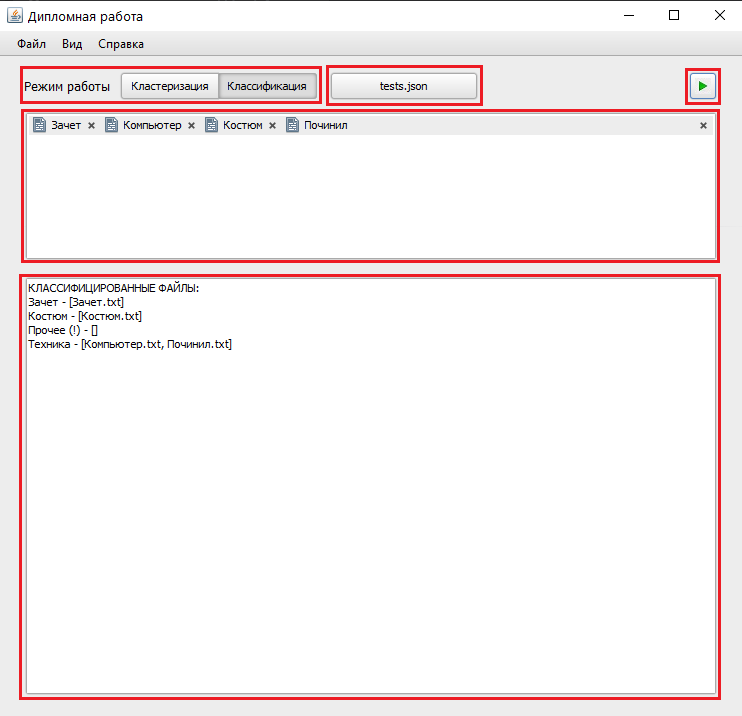 Дипломная работа
Файл Вид Справка
Режим работы Кластеризация Классификация tests.json
Зачет Компьютер Костюм Починил
КЛАССИФИЦИРОВАННЫЕ ФАЙЛЫ:
Зачет - [Зачет.txt]
Костюм - [Костюм.txt]
Прочее (!) - []
Техника - [Компьютер.txt, Починил.txt]